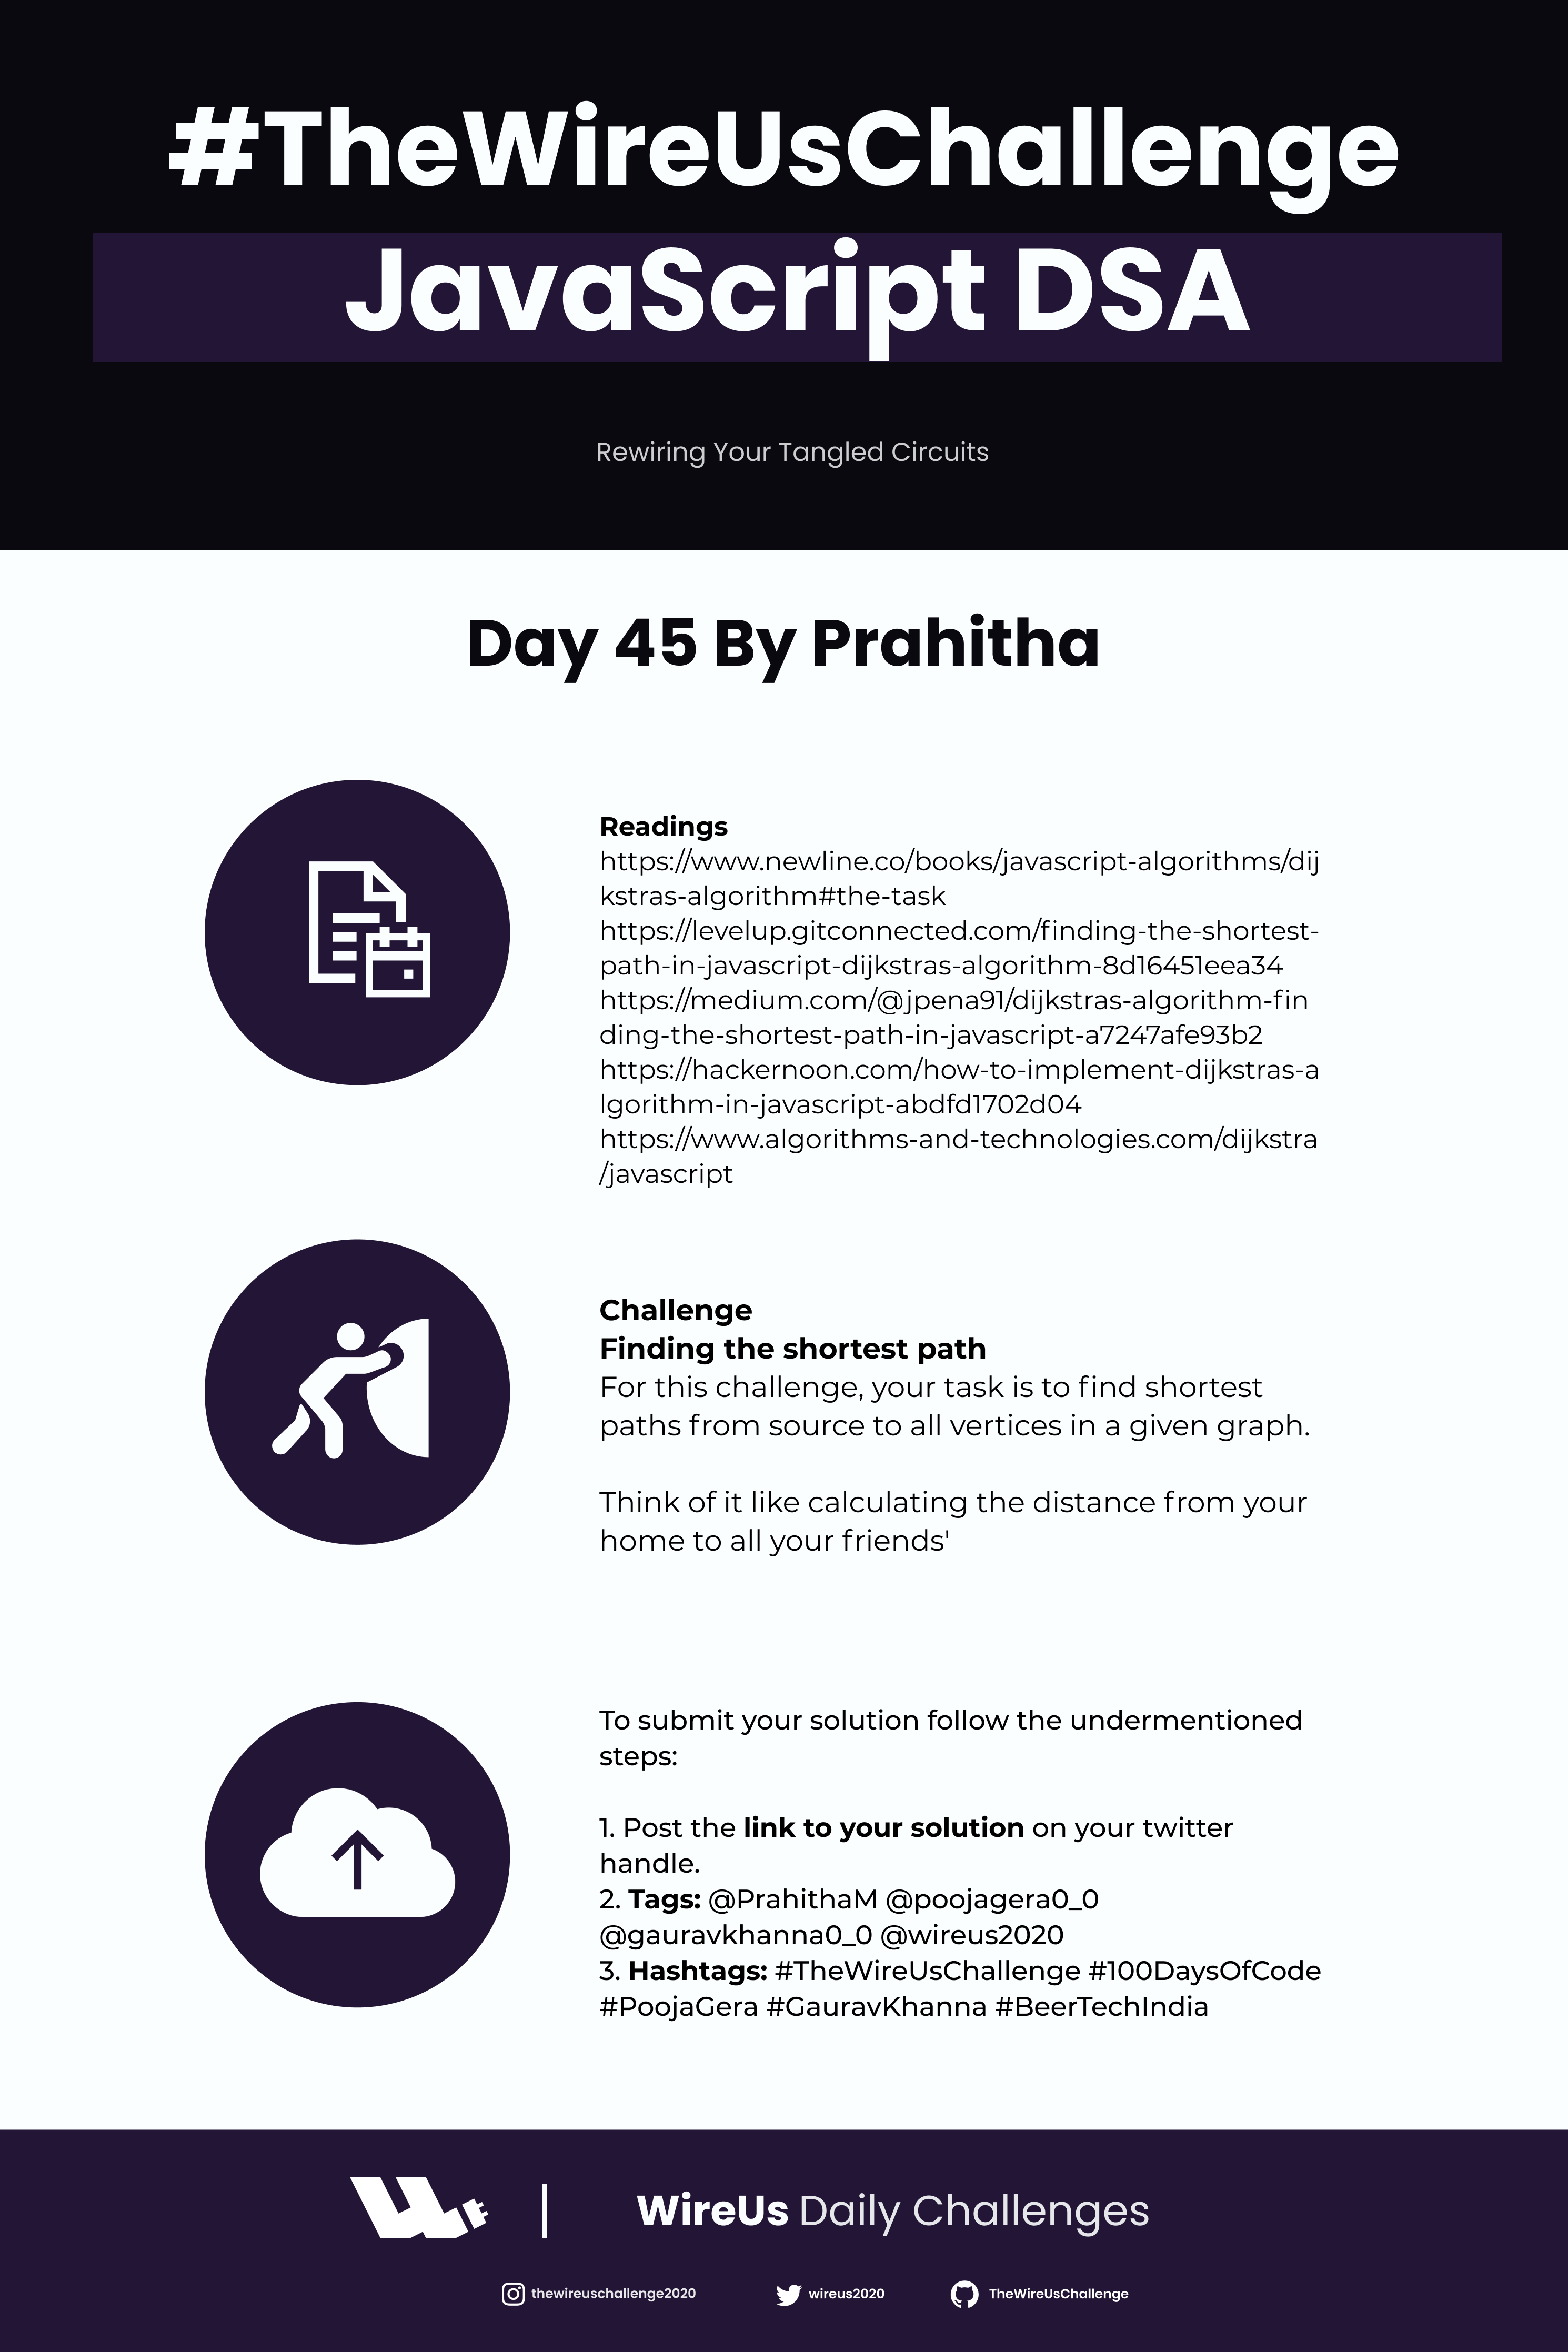 #TheWireUsChallenge
JavaScript DSA
Rewiring Your Tangled Circuits
Day 45 By Prahitha
Readings
https://www.newline.co/books/javascript-algorithms/dij
kstras-algorithm#the-task
https://levelup.gitconnected.com/finding-the-shortest-
path-in-javascript-dijkstras-algorithm-8d16451eea34
https://medium.com/@jpena91/dijkstras-algorithm-fin
ding-the-shortest-path-in-javascript-a7247afe93b2
https://hackernoon.com/how-to-implement-dijkstras-a
lgorithm-in-javascript-abdfd1702d04
https://www.algorithms-and-technologies.com/dijkstra
/javascript
Challenge
Finding the shortest path
For this challenge, your task is to find shortest
paths from source to all vertices in a given graph.
Think of it like calculating the distance from your
home to all your friends'
To submit your solution follow the undermentioned
steps:
1. Post the link to your solution on your twitter
handle.
2. Tags: @PrahithaM @poojagera0_0
@gauravkhanna0_0 @wireus2020
3. Hashtags: #TheWireUsChallenge #100DaysOfCode
#PoojaGera #GauravKhanna #BeerTechIndia
WireUs Daily Challenges
thewireuschallenge2020 wireus2020 TheWireUsChallenge